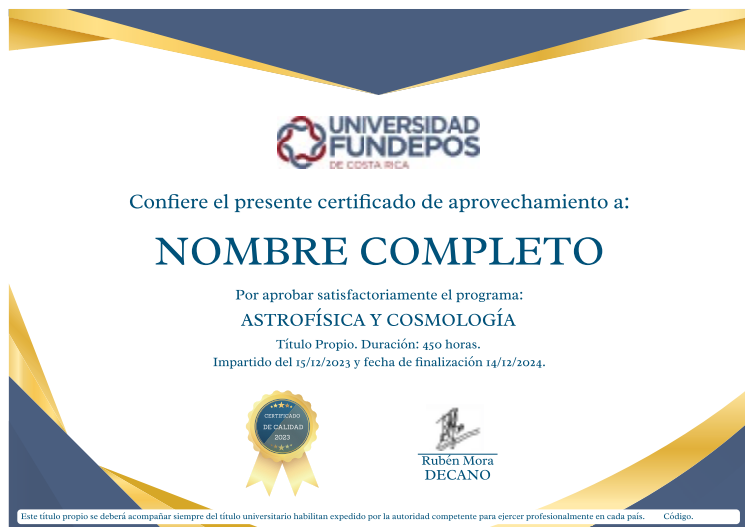 UNIVERSIDAD
FUNDEPOS
DE COSTA RICA
Confiere el presente certificado de aprovechamiento a:
NOMBRE COMPLETO
Por aprobar satisfactoriamente el programa:
ASTROFÍSICA Y COSMOLOGÍA
Título Propio. Duración: 450 horas.
Impartido del 15/12/2023 y fecha de finalización 14/12/2024.
CERTIFICADO
DE CALIDAD
2023
Rubén Mora
DECANO
Este título propio se deberá acompañar siempre del título universitario habilitan expedido por la autoridad competente para ejercer profesionalmente en cada país. Código.